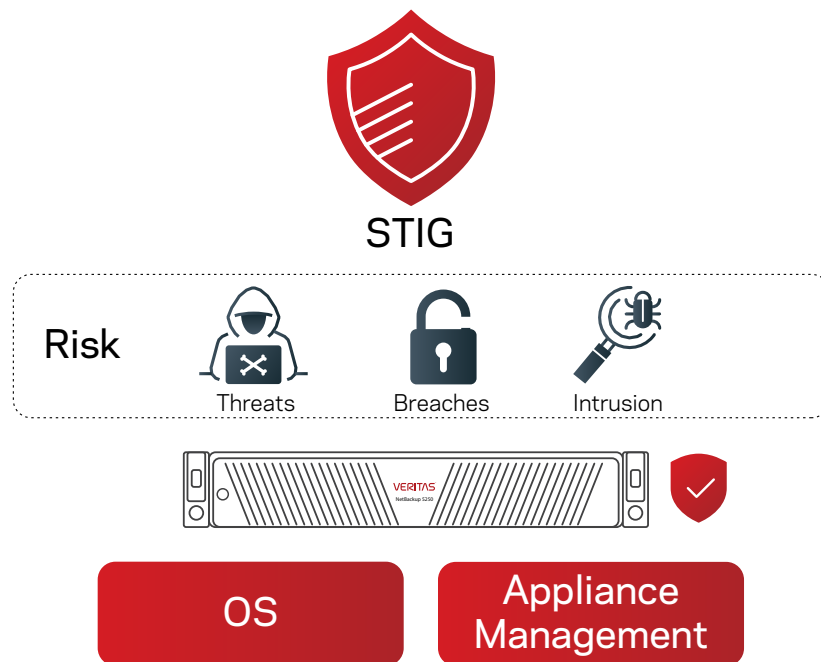 STIG
Risk
Threats
Breaches
Intrusion
VERITAS
NetBackup 5250
OS
Appliance
Management